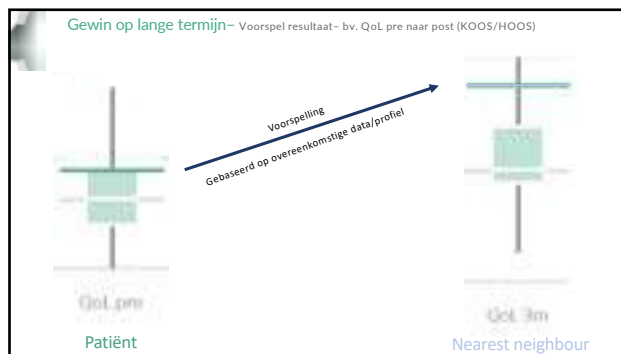 Gewin op lange termijn– Voorspel resultaat– bv. QoL pre naar post (KOOS/HOOS)
Voorspelling
Gebaseerd op overeenkomstige data/profiel
QoL pre
QoL 3m
Patiënt
Nearest neighbour